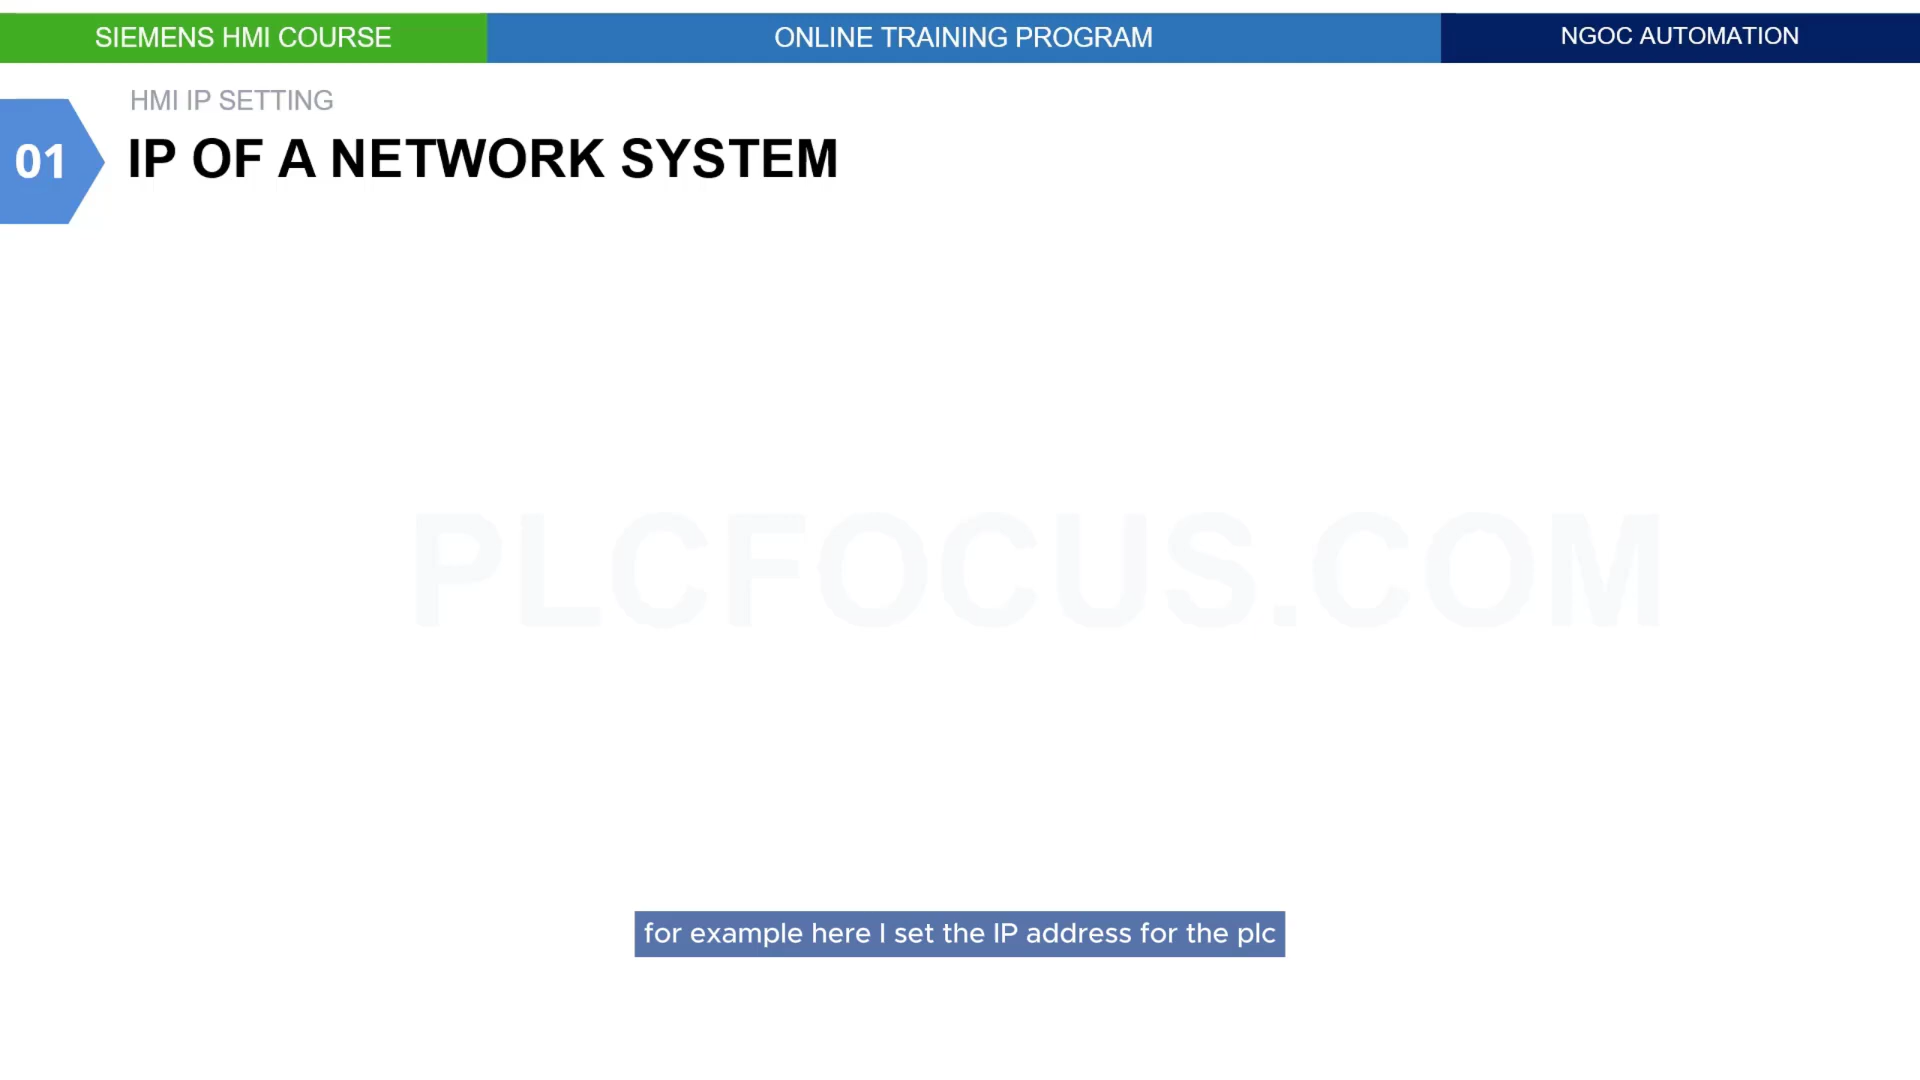 SIEMENS HMI COURSE
ONLINE TRAINING PROGRAM
NGOC AUTOMATION
HMI IP SETTING
01
IP OF A NETWORK SYSTEM
PLCFOCUS.COM
for example here I set the IP address for the plc